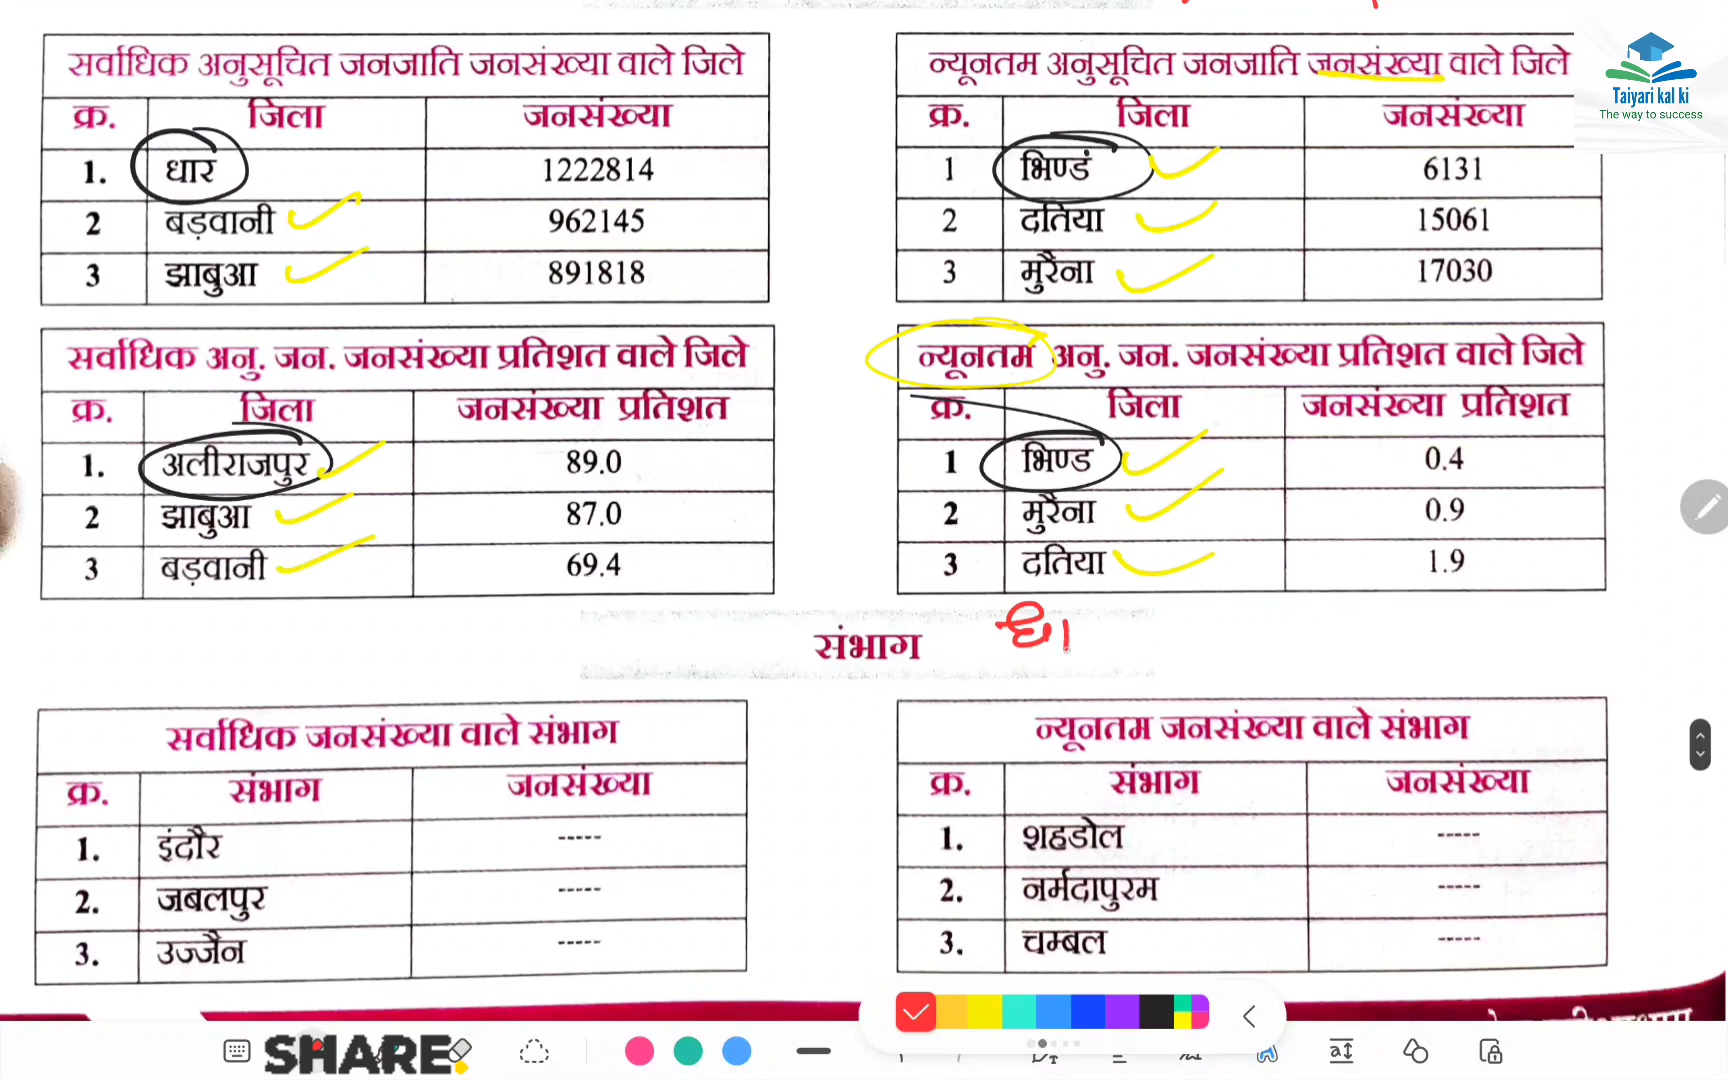 सर्वाधिक अनुसूचित जनजाति जनसंख्या वाले जिले
क्र. जिला जनसंख्या
1. धार 1222814
2 बड़वानी 962145
3 झाबुआ 891818
न्यूनतम अनुसूचित जनजाति जनसंख्या वाले जिले
क्र. जिला जनसंख्या
1 भिण्डं 6131
2 दतिया 15061
3 मुरैना 17030
Taiyari kal ki
The way to success
सर्वाधिक अनु. जन. जनसंख्या प्रतिशत वाले जिले
क्र. जिला जनसंख्या प्रतिशत
1. अलीराजपुर 89.0
2 झाबुआ 87.0
3 बड़वानी 69.4
न्यूनतम अनु. जन. जनसंख्या प्रतिशत वाले जिले
क्र. जिला जनसंख्या प्रतिशत
1 भिण्ड 0.4
2 मुरैना 0.9
3 दतिया 1.9
संभाग
सर्वाधिक जनसंख्या वाले संभाग
क्र. संभाग जनसंख्या
1. इंदौर -----
2. जबलपुर -----
3. उज्जैन -----
न्यूनतम जनसंख्या वाले संभाग
क्र. संभाग जनसंख्या
1. शहडोल -----
2. नर्मदापुरम -----
3. चम्बल -----
SHARE